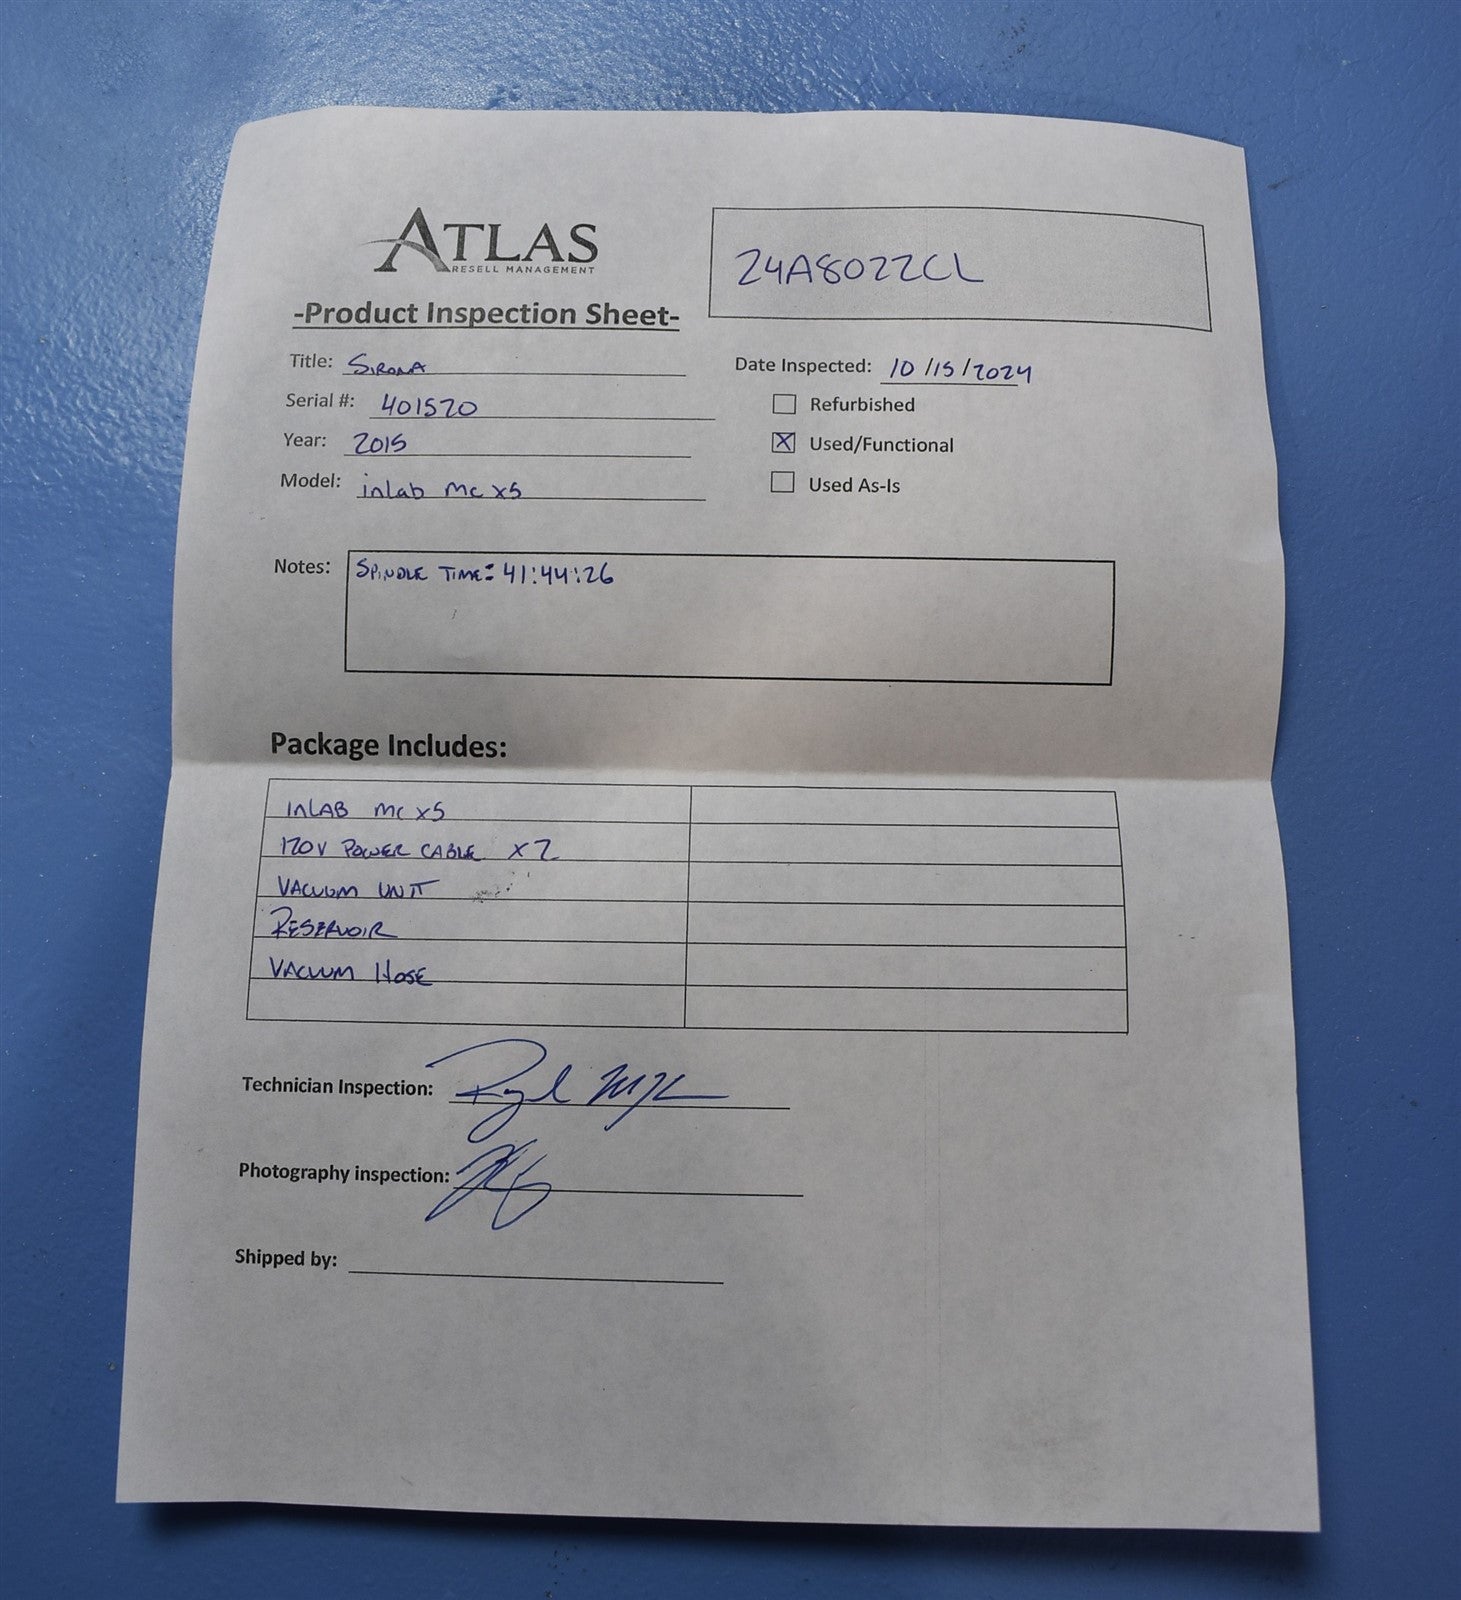 ATLAS
RESELL MANAGEMENT
24A8022CL
-Product Inspection Sheet-
Title: SIRONA
Date Inspected: 10/15/2024
Serial #: 401520
Refurbished
Year: 2015
X Used/Functional
Model: inlab mc x5
Used As-Is
Notes: SPINDLE TIME: 41:44:26
Package Includes:
INLAB MC X5
120V POWER CABLE X2
VACUUM UNIT
RESERVOIR
VACUUM HOSE
Technician Inspection:
Photography inspection:
Shipped by: